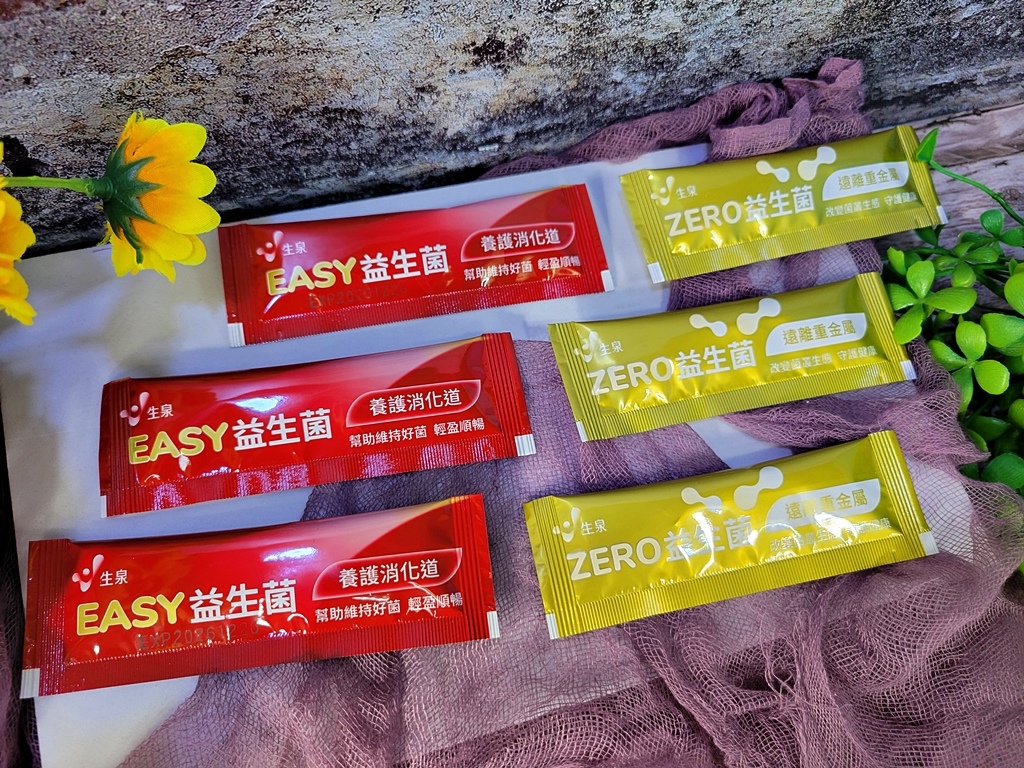 生泉
EASY益生菌
養護消化道
幫助維持好菌 輕盈順暢
生泉
ZERO益生菌
遠離重金屬
改變菌叢生態 守護健康
生泉
EASY益生菌
養護消化道
幫助維持好菌 輕盈順暢
生泉
ZERO益生菌
遠離重金屬
改變菌叢生態 守護健康
生泉
EASY益生菌
養護消化道
幫助維持好菌 輕盈順暢
生泉
ZERO益生菌
遠離重金屬